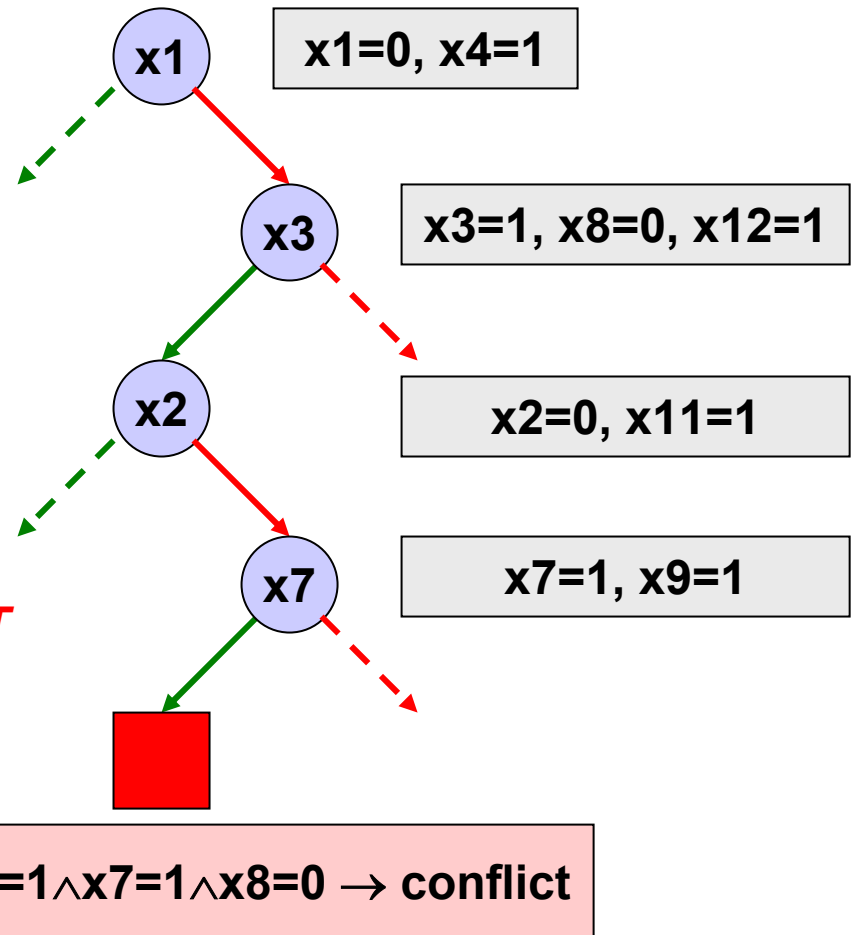 x1
x1=0, x4=1
x3
x3=1, x8=0, x12=1
x2
x2=0, x11=1
x7
x7=1, x9=1
=1∧x7=1∧x8=0 → conflict